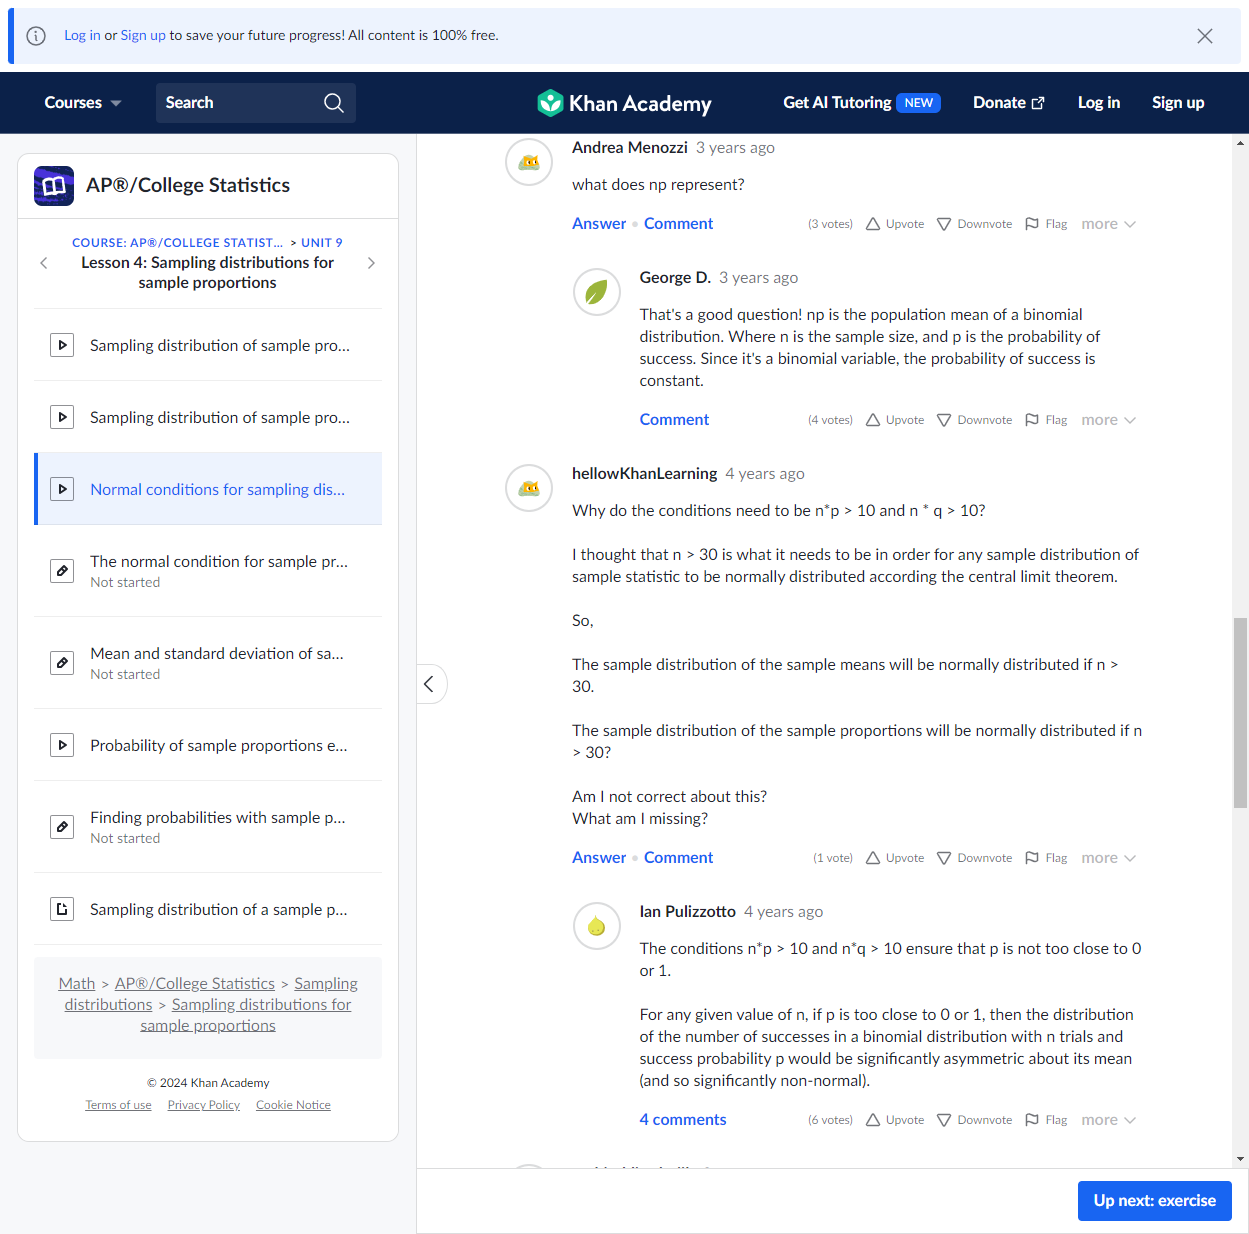 Log in or Sign up to save your future progress! All content is 100% free.
Courses
Search
Khan Academy
Get AI Tutoring NEW
Donate
Log in
Sign up
AP®/College Statistics
COURSE: AP®/COLLEGE STATIST... > UNIT 9
Lesson 4: Sampling distributions for
sample proportions
Sampling distribution of sample pro...
Sampling distribution of sample pro...
Normal conditions for sampling dis...
The normal condition for sample pr...
Not started
Mean and standard deviation of sa...
Not started
Probability of sample proportions e...
Finding probabilities with sample p...
Not started
Sampling distribution of a sample p...
Math > AP®/College Statistics > Sampling
distributions > Sampling distributions for
sample proportions
© 2024 Khan Academy
Terms of use Privacy Policy Cookie Notice
Andrea Menozzi 3 years ago
what does np represent?
Answer • Comment (3 votes) Upvote Downvote Flag more
George D. 3 years ago
That's a good question! np is the population mean of a binomial
distribution. Where n is the sample size, and p is the probability of
success. Since it's a binomial variable, the probability of success is
constant.
Comment (4 votes) Upvote Downvote Flag more
hellowKhanLearning 4 years ago
Why do the conditions need to be n*p > 10 and n * q > 10?
I thought that n > 30 is what it needs to be in order for any sample distribution of
sample statistic to be normally distributed according the central limit theorem.
So,
The sample distribution of the sample means will be normally distributed if n >
30.
The sample distribution of the sample proportions will be normally distributed if n
> 30?
Am I not correct about this?
What am I missing?
Answer • Comment (1 vote) Upvote Downvote Flag more
Ian Pulizzotto 4 years ago
The conditions n*p > 10 and n*q > 10 ensure that p is not too close to 0
or 1.
For any given value of n, if p is too close to 0 or 1, then the distribution
of the number of successes in a binomial distribution with n trials and
success probability p would be significantly asymmetric about its mean
(and so significantly non-normal).
4 comments (6 votes) Upvote Downvote Flag more
Up next: exercise